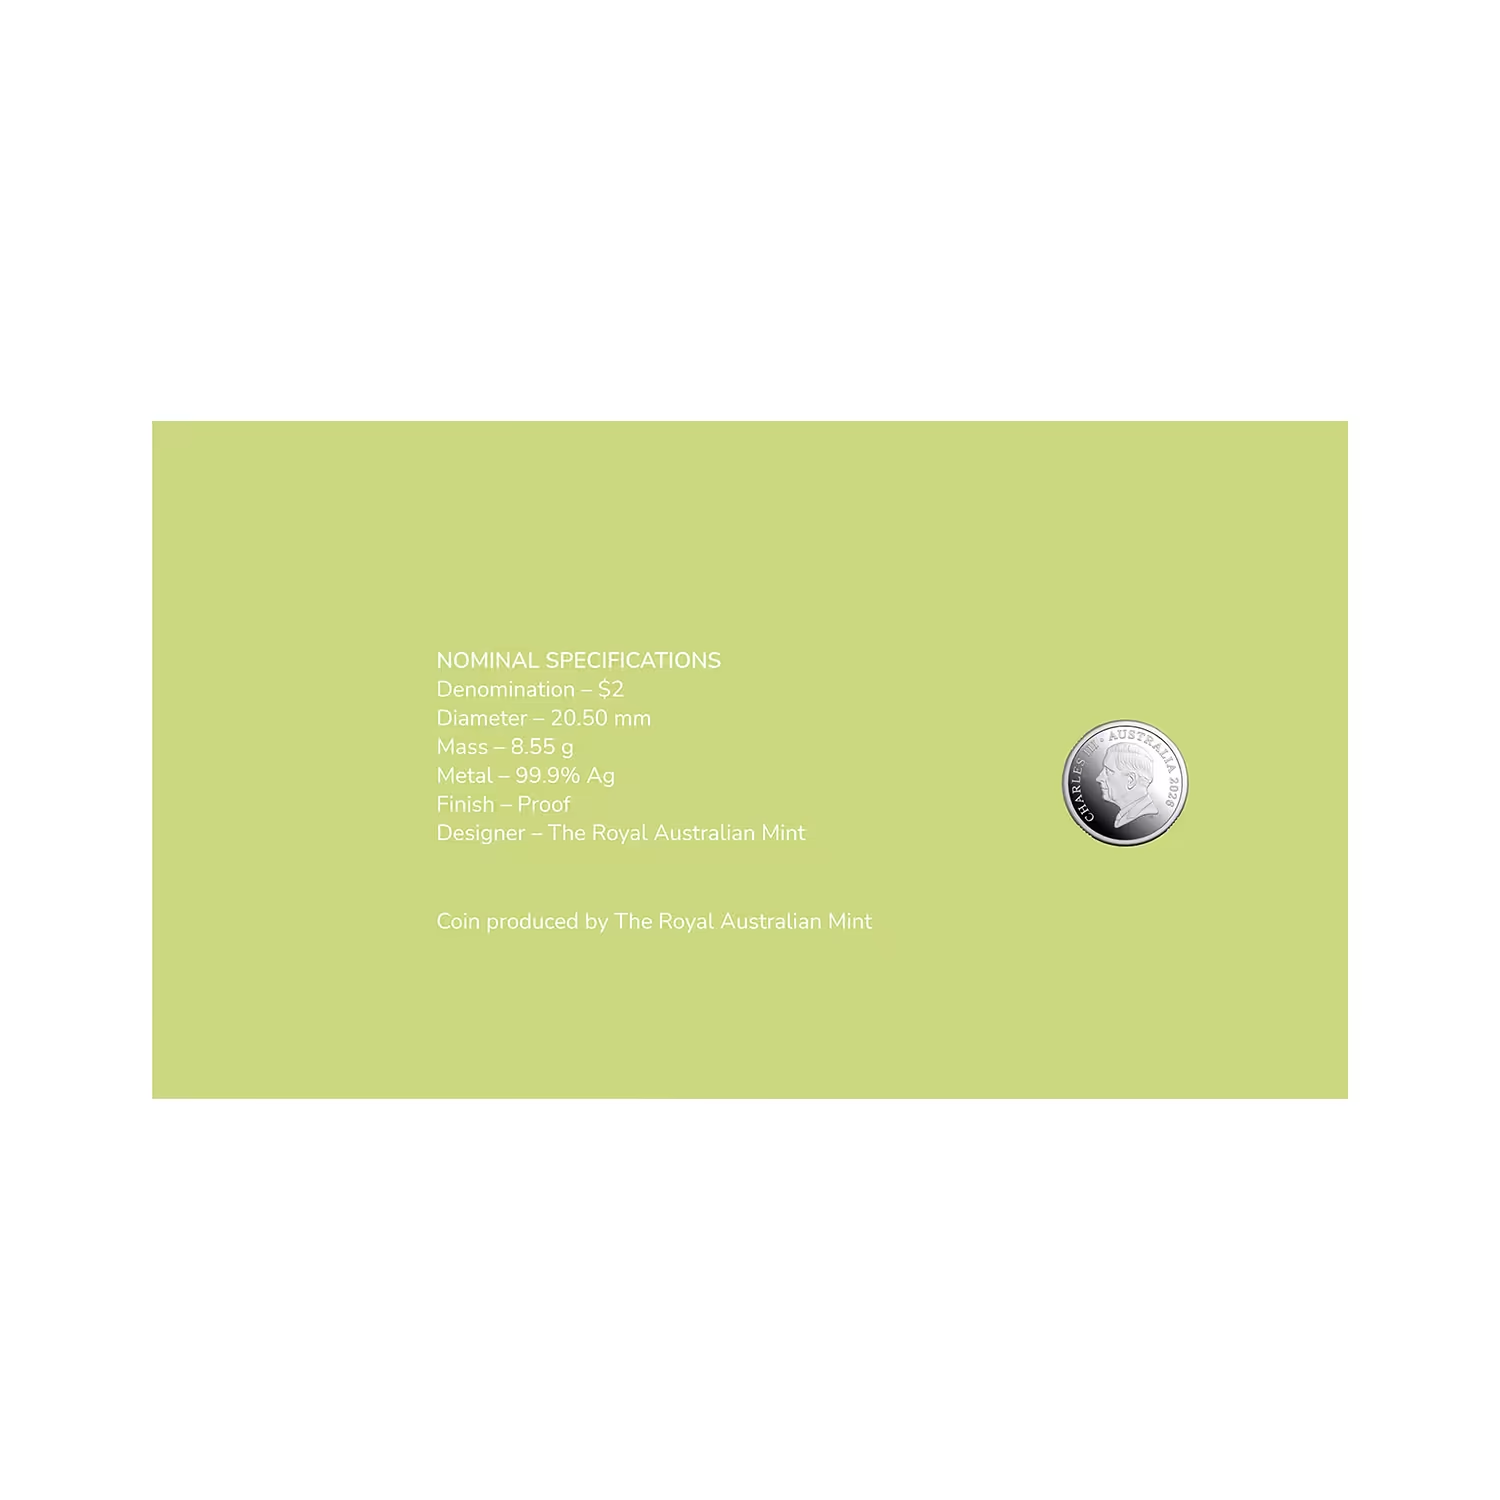 NOMINAL SPECIFICATIONS
Denomination – $2
Diameter – 20.50 mm
Mass – 8.55 g
Metal – 99.9% Ag
Finish – Proof
Designer – The Royal Australian Mint
Coin produced by The Royal Australian Mint
CHARLES III • AUSTRALIA 2026